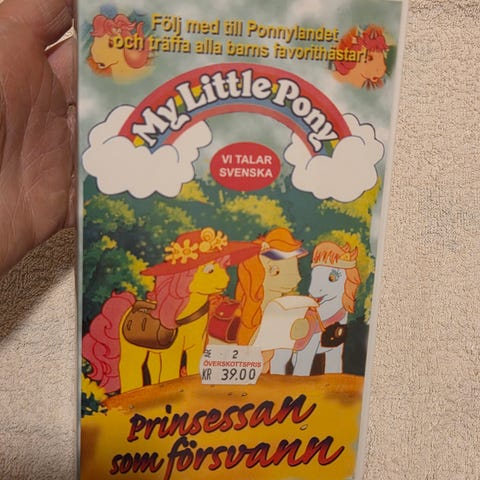 Följ med till Ponnylandet
och träffa alla barns favorithästar!
My Little Pony
VI TALAR
SVENSKA
2
ÖVERSKOTTSPRIS
KR 39.00
Prinsessan
som försvann